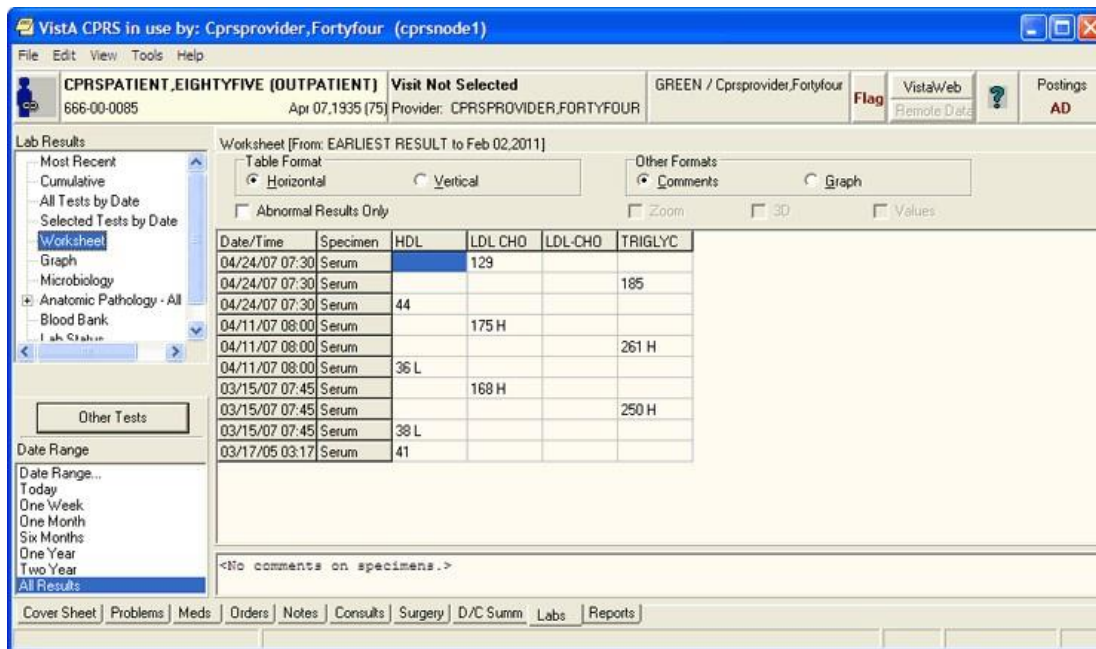 VistA CPRS in use by: Cprsprovider,Fortyfour (cprsnode1)
File Edit View Tools Help
CPRSPATIENT,EIGHTYFIVE (OUTPATIENT) Visit Not Selected GREEN / Cprsprovider,Fortyfour Flag VistaWeb ? Postings
666-00-0085 Apr 07,1935 (75) Provider: CPRSPROVIDER,FORTYFOUR Remote Data AD
Lab Results
Most Recent
Cumulative
All Tests by Date
Selected Tests by Date
Worksheet
Graph
Microbiology
Anatomic Pathology - All
Blood Bank
Lab Status
Other Tests
Date Range
Date Range...
Today
One Week
One Month
Six Months
One Year
Two Year
All Results
Worksheet [From: EARLIEST RESULT to Feb 02,2011]
Table Format Other Formats
Horizontal Vertical Comments Graph
Abnormal Results Only Zoom 3D Values
Date/Time Specimen HDL LDL CHO LDL-CHO TRIGLYC
04/24/07 07:30 Serum 129
04/24/07 07:30 Serum 185
04/24/07 07:30 Serum 44
04/11/07 08:00 Serum 175 H
04/11/07 08:00 Serum 261 H
04/11/07 08:00 Serum 36 L
03/15/07 07:45 Serum 168 H
03/15/07 07:45 Serum 250 H
03/15/07 07:45 Serum 38 L
03/17/05 03:17 Serum 41
<No comments on specimens.>
Cover Sheet Problems Meds Orders Notes Consults Surgery D/C Summ Labs Reports